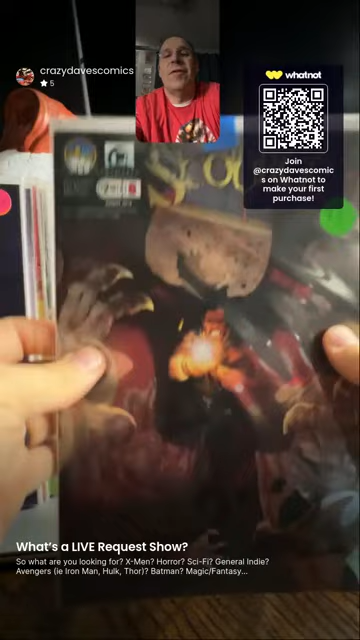 crazydavescomics
★ 5
whatnot
Join
@crazydavescomic
s on Whatnot to
make your first
purchase!
What's a LIVE Request Show?
So what are you looking for? X-Men? Horror? Sci-Fi? General Indie?
Avengers (ie Iron Man, Hulk, Thor)? Batman? Magic/Fantasy...